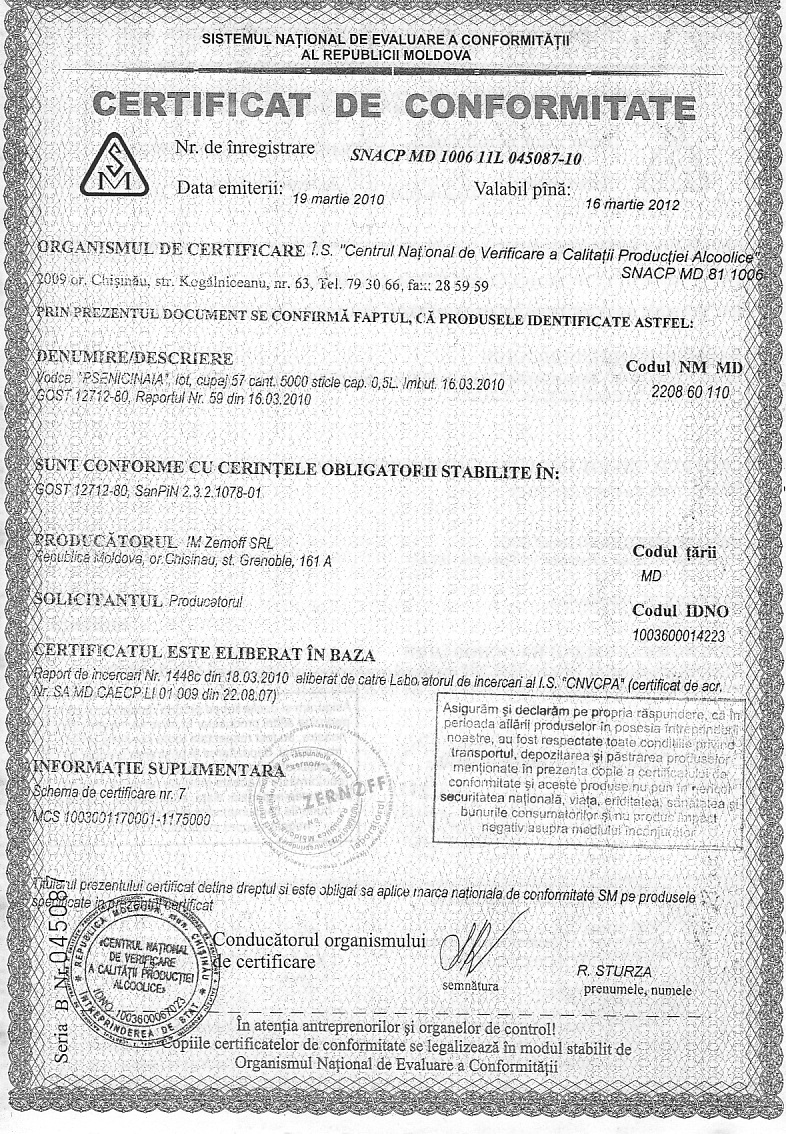 SISTEMUL NAŢIONAL DE EVALUARE A CONFORMITĂŢII
AL REPUBLICII MOLDOVA
CERTIFICAT DE CONFORMITATE
SM
Nr. de înregistrare SNACP MD 1006 11L 045087-10
Data emiterii: 19 martie 2010 Valabil pînă: 16 martie 2012
ORGANISMUL DE CERTIFICARE Î.S. "Centrul Naţional de Verificare a Calitaţii Producţiei Alcoolice"
SNACP MD 81 1006
2009 or. Chişinău, str. Kogâlniceanu, nr. 63, Tel. 79 30 66, fax: 28 59 59
PRIN PREZENTUL DOCUMENT SE CONFIRMĂ FAPTUL, CĂ PRODUSELE IDENTIFICATE ASTFEL:
DENUMIRE/DESCRIERE
Codul NM MD
Vodca "PSENICINAIA", lot, cupaj 57 cant. 5000 sticle cap. 0,5L. Imbut. 16.03.2010
2208 60 110
GOST 12712-80, Raportul Nr. 59 din 16.03.2010
SUNT CONFORME CU CERINŢELE OBLIGATORII STABILITE ÎN:
GOST 12712-80, SanPiN 2.3.2.1078-01
PRODUCĂTORUL IM Zernoff SRL
Republica Moldova, or.Chisinau, st. Grenoble, 161 A
Codul ţării
MD
SOLICITANTUL Producatorul
Codul IDNO
1003600014223
CERTIFICATUL ESTE ELIBERAT ÎN BAZA
Raport de incercari Nr. 1448c din 18.03.2010 eliberat de catre Laboratorul de incercari al I.S. "CNVCPA" (certificat de acr.
Nr. SA MD CAECP LI 01 009 din 22.08.07)
Asigurăm şi declarăm pe propria răspundere, că în
perioada aflării produselor în posesia întreprinderii
noastre, au fost respectate toate condiţiile privind
transportul, depozitarea şi păstrarea produselor
menţionate în prezenta copie a certificatului de
conformitate şi aceste produse nu pun în pericol
securitatea naţională, viaţa, eriditatea, sănătatea şi
bunurile consumatorilor şi nu produc impact
negativ asupra mediului înconjurător
INFORMAŢIE SUPLIMENTARĂ
Schema de certificare nr. 7
MCS 1003001170001-1175000
ZERNOFF
laboratorul
Titularul prezentului certificat detine dreptul si este obligat sa aplice marca nationala de conformitate SM pe produsele
specificate in prezentul certificat
Seria B Nr. 045087
REPUBLICA MOLDOVA, mun. CHIŞINĂU
«CENTRUL NAŢIONAL
DE VERIFICARE
A CALITĂŢII PRODUCŢIEI
ALCOOLICE»
IDNO 1003600067023
ÎNTREPRINDEREA DE STAT
Conducătorul organismului
de certificare
semnătura
R. STURZA
prenumele, numele
În atenţia antreprenorilor şi organelor de control!
Copiile certificatelor de conformitate se legalizează în modul stabilit de
Organismul Naţional de Evaluare a Conformităţii